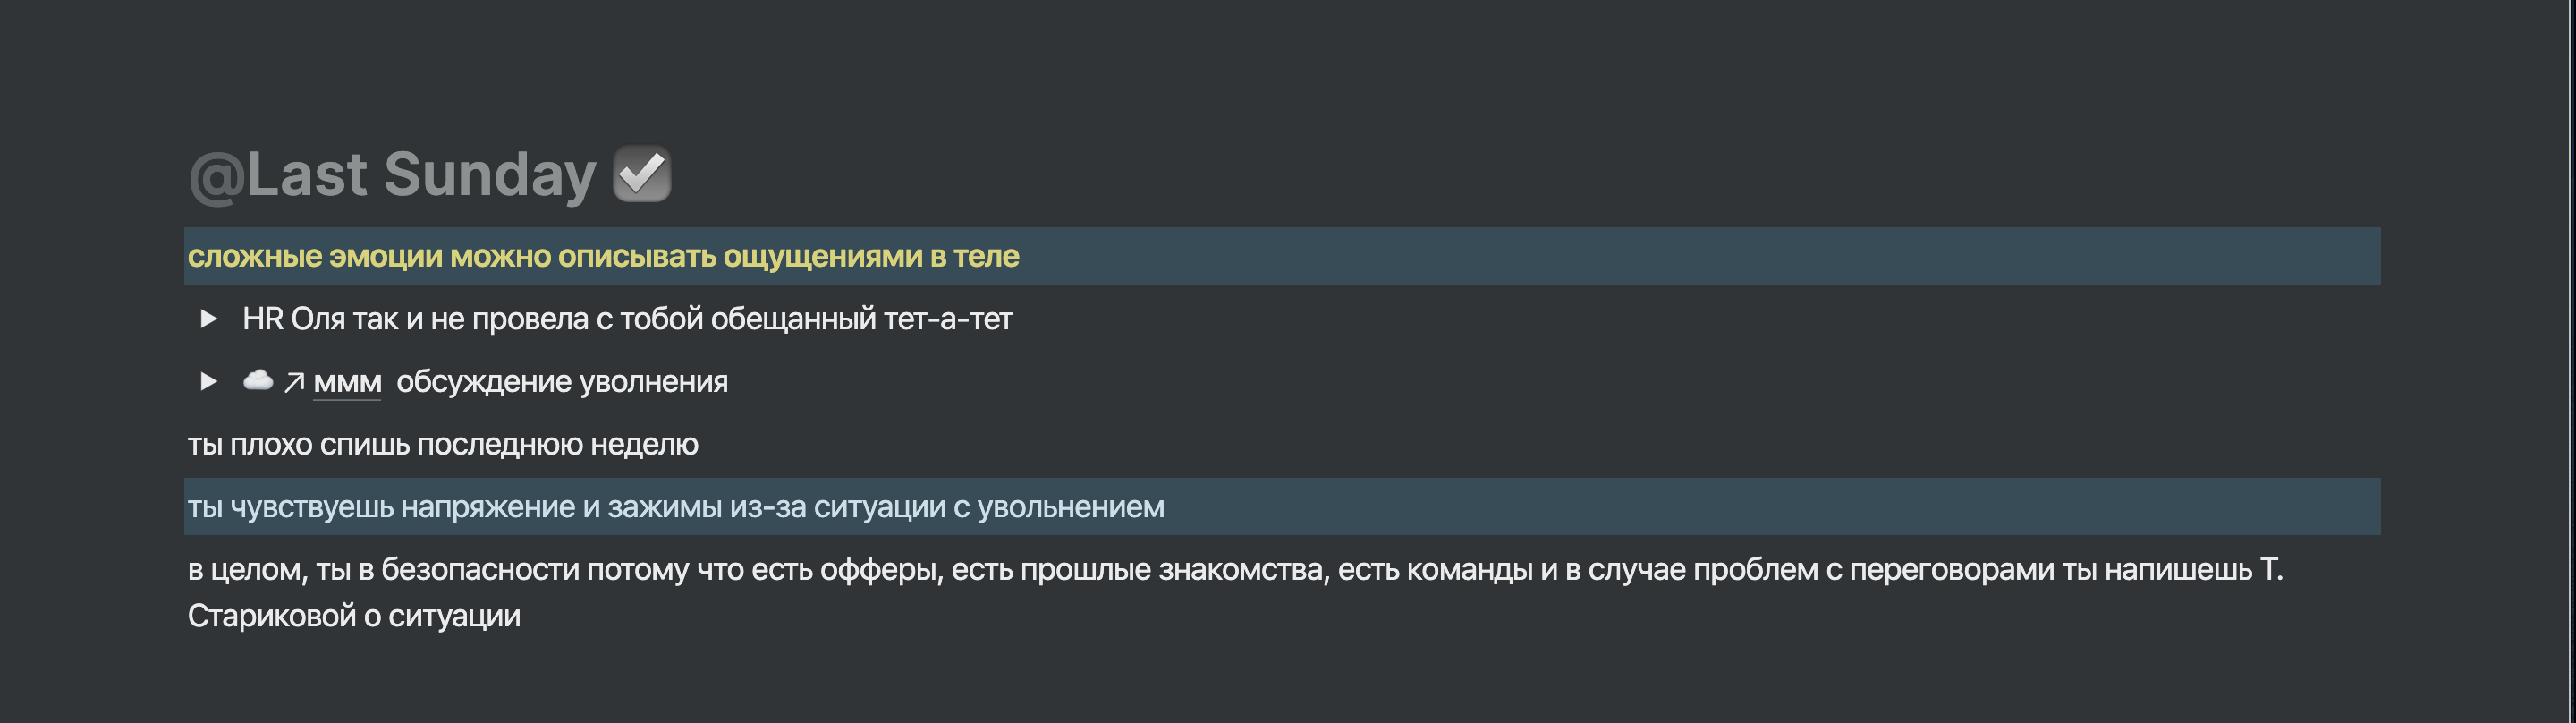 @Last Sunday ☑
сложные эмоции можно описывать ощущениями в теле
▶ HR Оля так и не провела с тобой обещанный тет-а-тет
▶ ☁️ ↗ ммм обсуждение уволнения
ты плохо спишь последнюю неделю
ты чувствуешь напряжение и зажимы из-за ситуации с увольнением
в целом, ты в безопасности потому что есть офферы, есть прошлые знакомства, есть команды и в случае проблем с переговорами ты напишешь Т.
Стариковой о ситуации